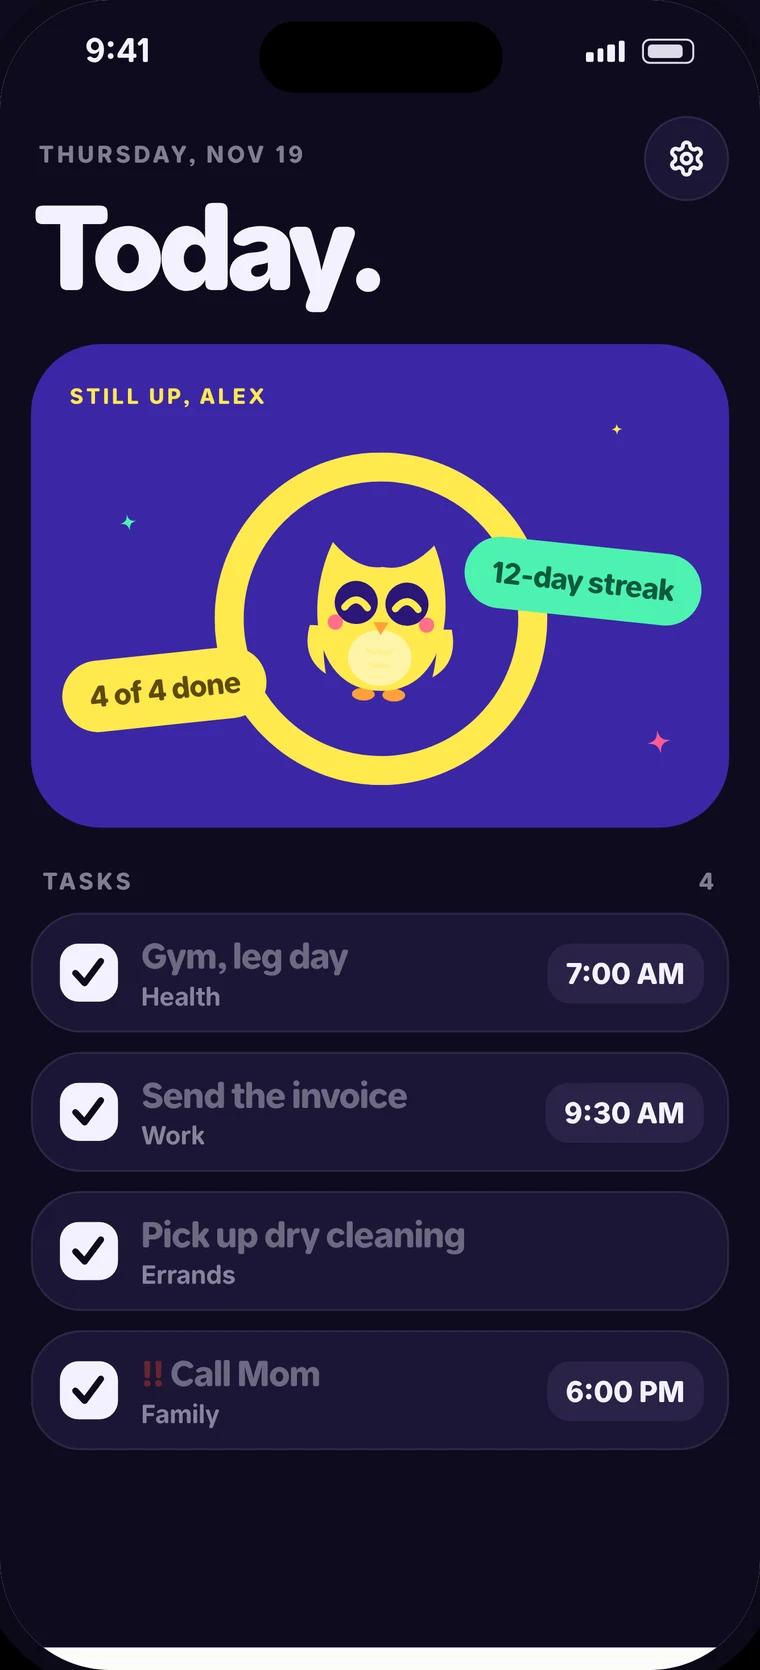 9:41
THURSDAY, NOV 19
Today.
STILL UP, ALEX
12-day streak
4 of 4 done
TASKS 4
Gym, leg day
Health
7:00 AM
Send the invoice
Work
9:30 AM
Pick up dry cleaning
Errands
!! Call Mom
Family
6:00 PM